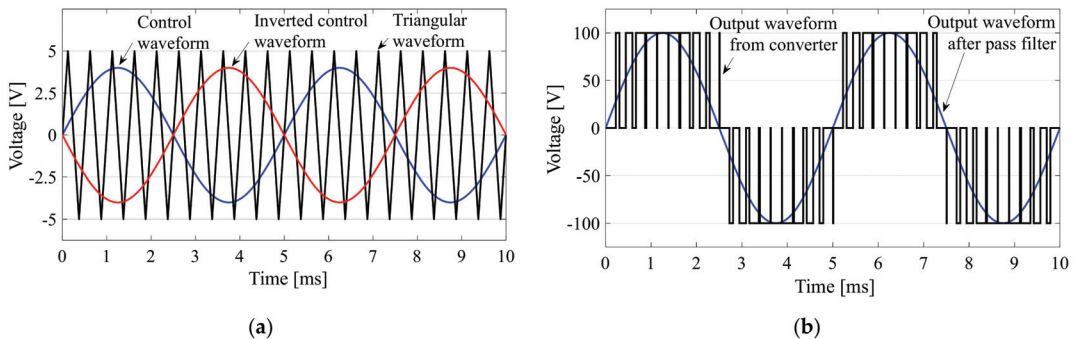 Control
waveform
Inverted control
waveform
Triangular
waveform
Voltage [V]
5
2.5
0
-2.5
-5
0 1 2 3 4 5 6 7 8 9 10
Time [ms]
(a)
Output waveform
from converter
Output waveform
after pass filter
Voltage [V]
100
50
0
-50
-100
0 1 2 3 4 5 6 7 8 9 10
Time [ms]
(b)